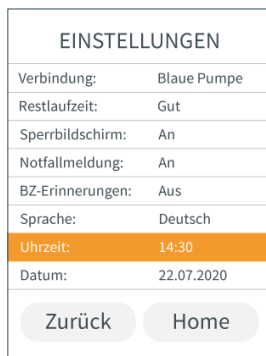 EINSTELLUNGEN
Verbindung: Blaue Pumpe
Restlaufzeit: Gut
Sperrbildschirm: An
Notfallmeldung: An
BZ-Erinnerungen: Aus
Sprache: Deutsch
Uhrzeit: 14:30
Datum: 22.07.2020
Zurück Home